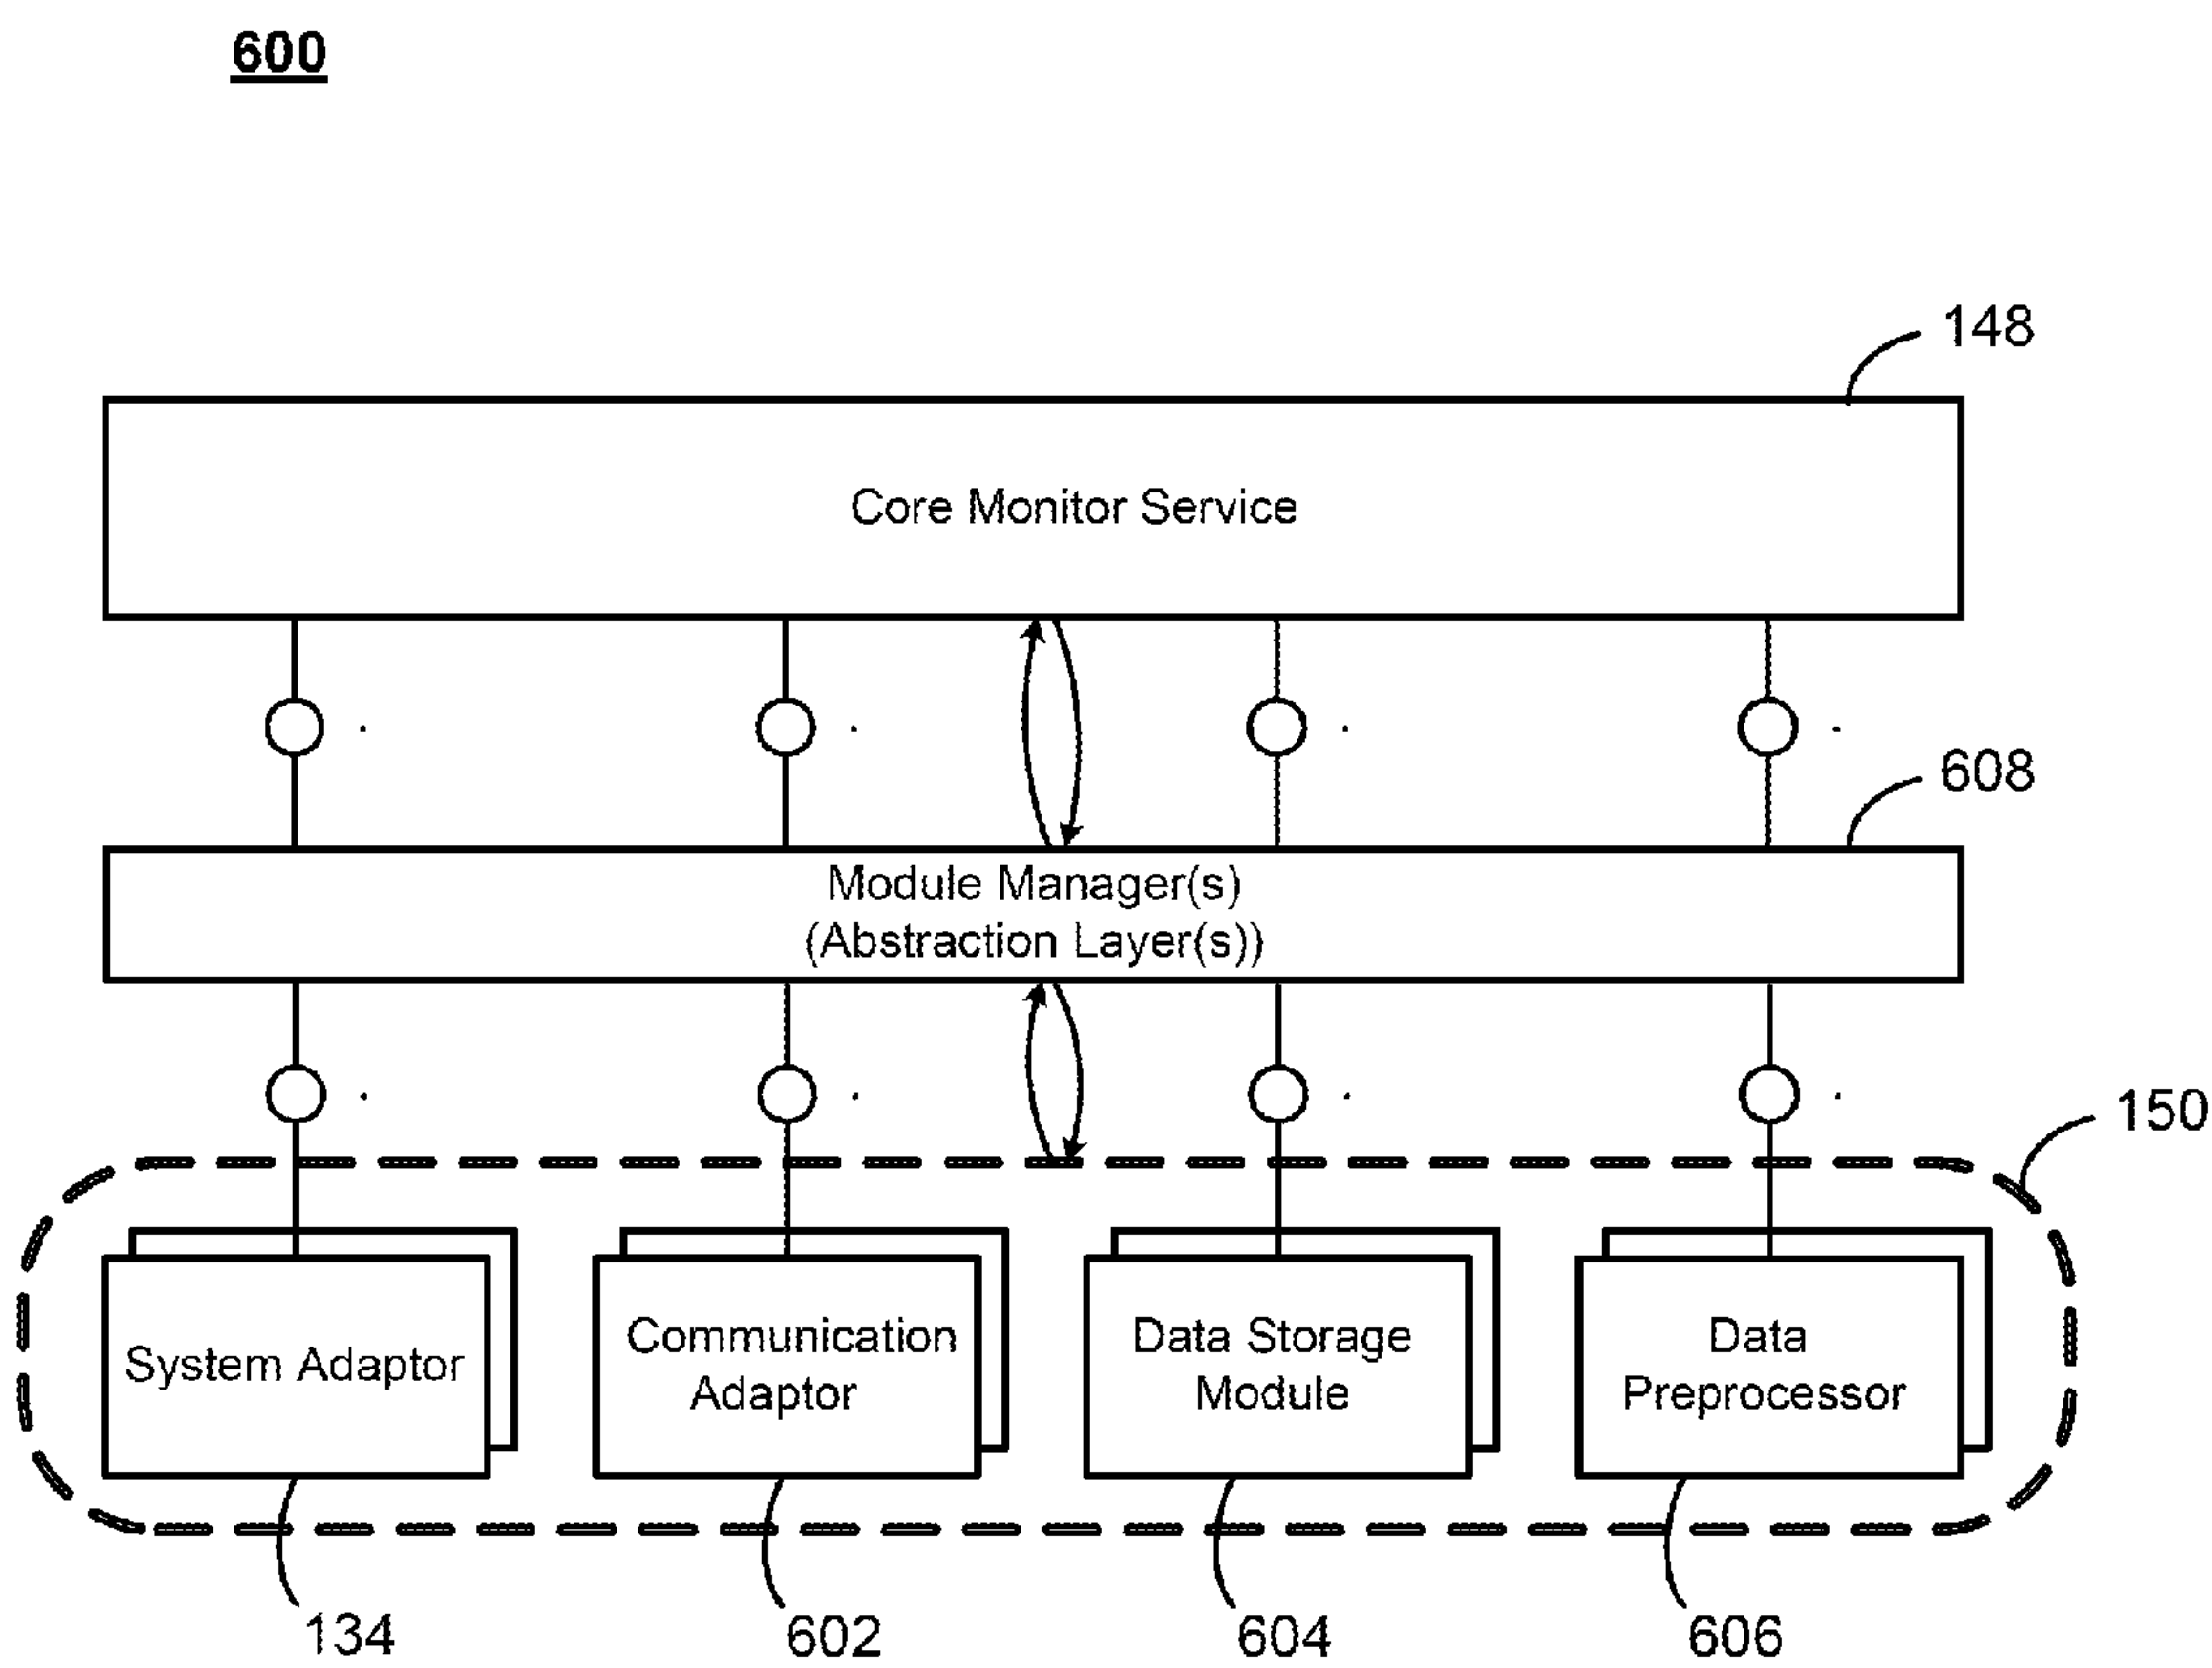 600
148
Core Monitor Service
608
Module Manager(s)
(Abstraction Layer(s))
150
System Adaptor
Communication
Adaptor
Data Storage
Module
Data
Preprocessor
134
602
604
606